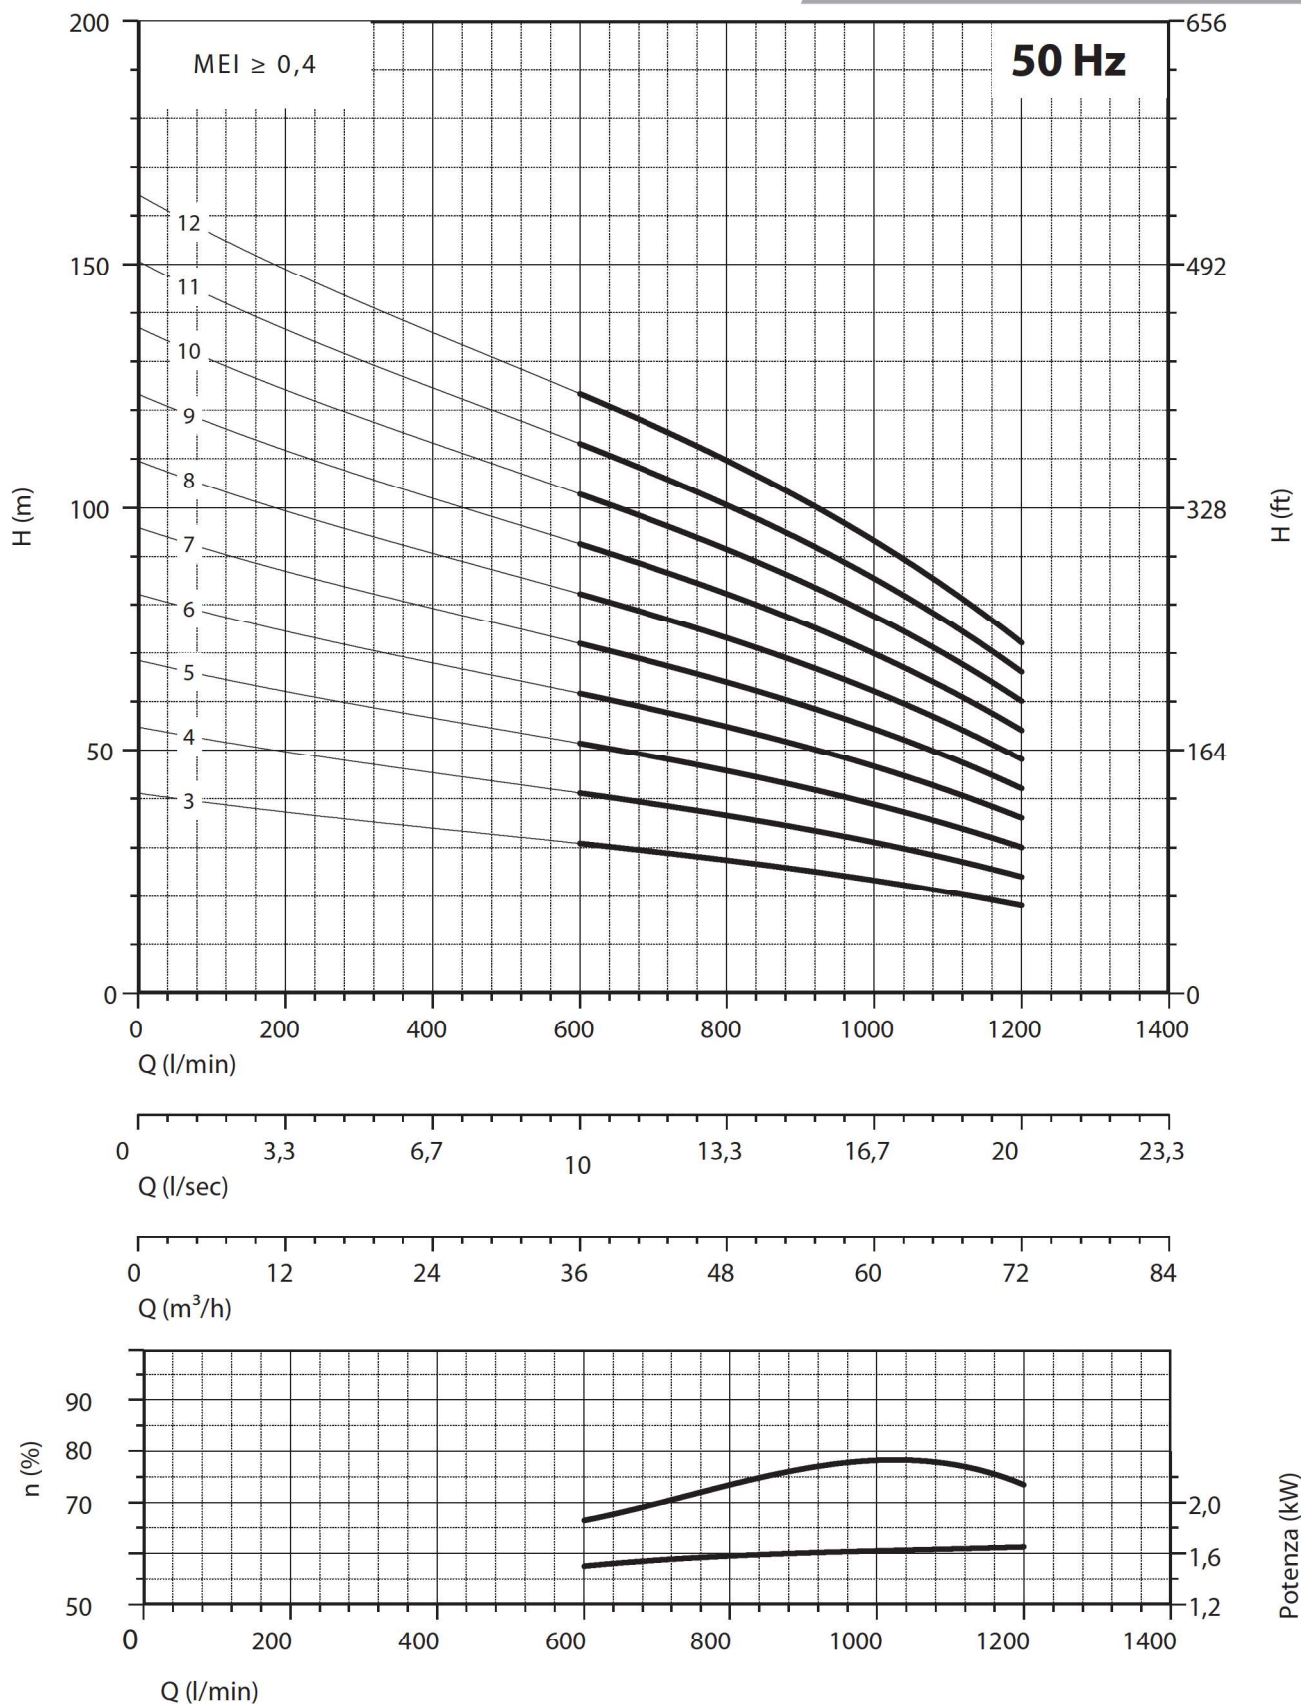 200
656
MEI ≥ 0,4
50 Hz
12
150
492
11
10
9
8
100
328
H (m)
H (ft)
7
6
5
4
50
164
3
0
0
0 200 400 600 800 1000 1200 1400
Q (l/min)
0 3,3 6,7 10 13,3 16,7 20 23,3
Q (l/sec)
0 12 24 36 48 60 72 84
Q (m³/h)
90
80
n (%)
70
2,0
Potenza (kW)
1,6
50
1,2
0 200 400 600 800 1000 1200 1400
Q (l/min)